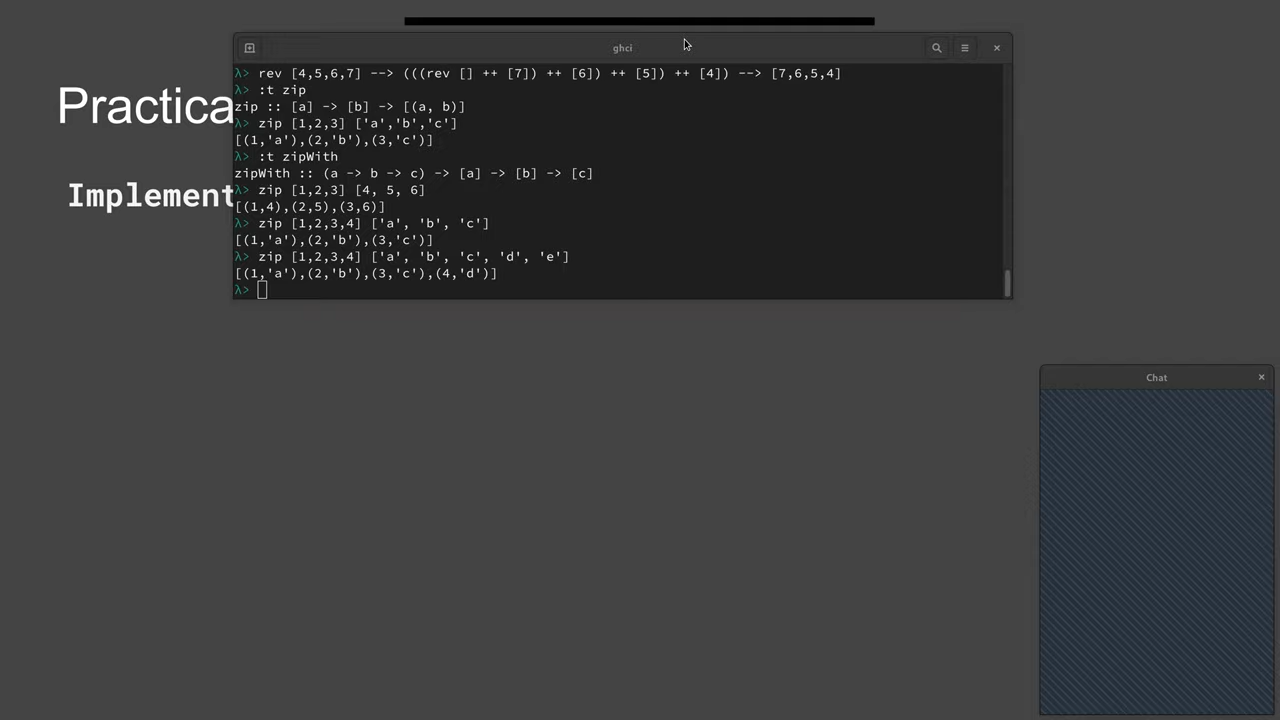 ghci
λ> rev [4,5,6,7] --> (((rev [] ++ [7]) ++ [6]) ++ [5]) ++ [4]) --> [7,6,5,4]
λ> :t zip
zip :: [a] -> [b] -> [(a, b)]
λ> zip [1,2,3] ['a','b','c']
[(1,'a'),(2,'b'),(3,'c')]
λ> :t zipWith
zipWith :: (a -> b -> c) -> [a] -> [b] -> [c]
λ> zip [1,2,3] [4, 5, 6]
[(1,4),(2,5),(3,6)]
λ> zip [1,2,3,4] ['a', 'b', 'c']
[(1,'a'),(2,'b'),(3,'c')]
λ> zip [1,2,3,4] ['a', 'b', 'c', 'd', 'e']
[(1,'a'),(2,'b'),(3,'c'),(4,'d')]
λ>
Practica
Implement
Chat